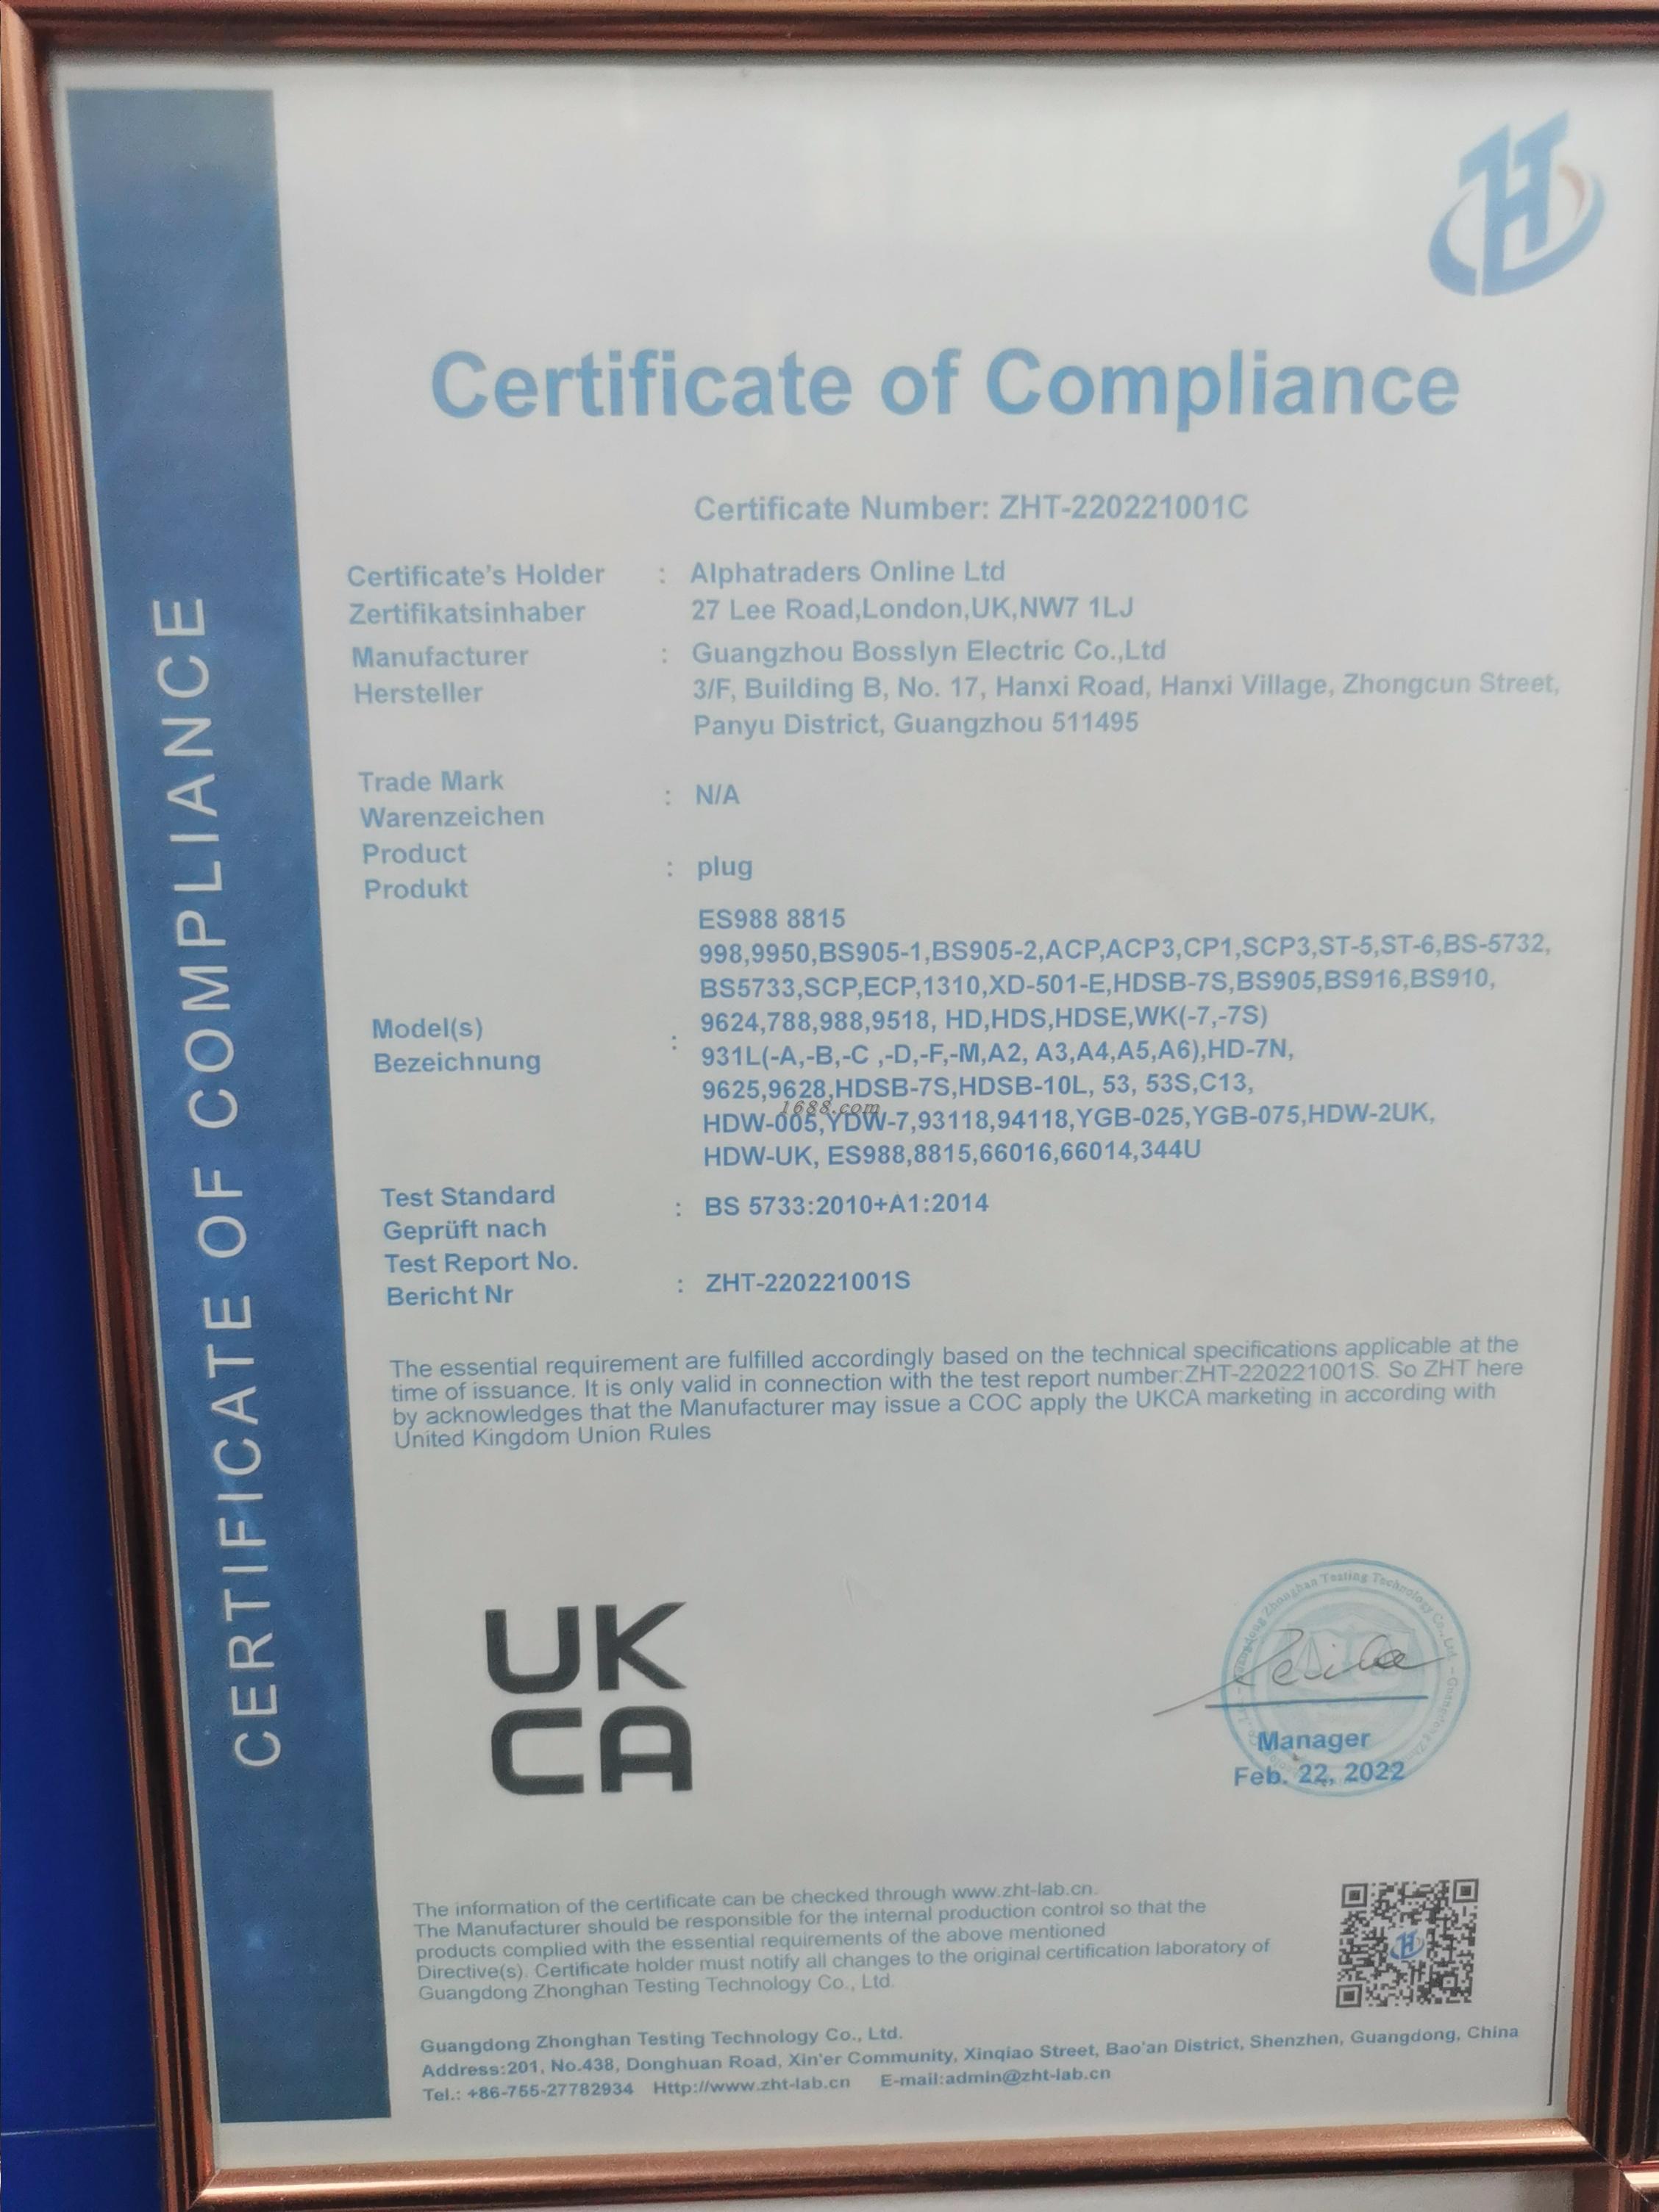 CERTIFICATE OF COMPLIANCE
Certificate of Compliance
Certificate Number: ZHT-220221001C
Certificate's Holder : Alphatraders Online Ltd
Zertifikatsinhaber 27 Lee Road,London,UK,NW7 1LJ
Manufacturer : Guangzhou Bosslyn Electric Co.,Ltd
Hersteller 3/F, Building B, No. 17, Hanxi Road, Hanxi Village, Zhongcun Street,
Panyu District, Guangzhou 511495
Trade Mark
: N/A
Warenzeichen
Product
: plug
Produkt
ES988 8815
998,9950,BS905-1,BS905-2,ACP,ACP3,CP1,SCP3,ST-5,ST-6,BS-5732,
BS5733,SCP,ECP,1310,XD-501-E,HDSB-7S,BS905,BS916,BS910,
Model(s) 9624,788,988,9518, HD,HDS,HDSE,WK(-7,-7S)
Bezeichnung : 931L(-A,-B,-C ,-D,-F,-M,A2, A3,A4,A5,A6),HD-7N,
9625,9628,HDSB-7S,HDSB-10L, 53, 53S,C13,
1688.com
HDW-005,YDW-7,93118,94118,YGB-025,YGB-075,HDW-2UK,
HDW-UK, ES988,8815,66016,66014,344U
Test Standard : BS 5733:2010+A1:2014
Geprüft nach
Test Report No.
: ZHT-220221001S
Bericht Nr
The essential requirement are fulfilled accordingly based on the technical specifications applicable at the
time of issuance. It is only valid in connection with the test report number:ZHT-220221001S. So ZHT here
by acknowledges that the Manufacturer may issue a COC apply the UKCA marketing in according with
United Kingdom Union Rules
UK
CA
Manager
Feb. 22, 2022
The information of the certificate can be checked through www.zht-lab.cn.
The Manufacturer should be responsible for the internal production control so that the
products complied with the essential requirements of the above mentioned
Directive(s). Certificate holder must notify all changes to the original certification laboratory of
Guangdong Zhonghan Testing Technology Co., Ltd.
Guangdong Zhonghan Testing Technology Co., Ltd.
Address:201, No.438, Donghuan Road, Xin'er Community, Xinqiao Street, Bao'an District, Shenzhen, Guangdong, China
Tel.: +86-755-27782934 Http://www.zht-lab.cn E-mail:admin@zht-lab.cn